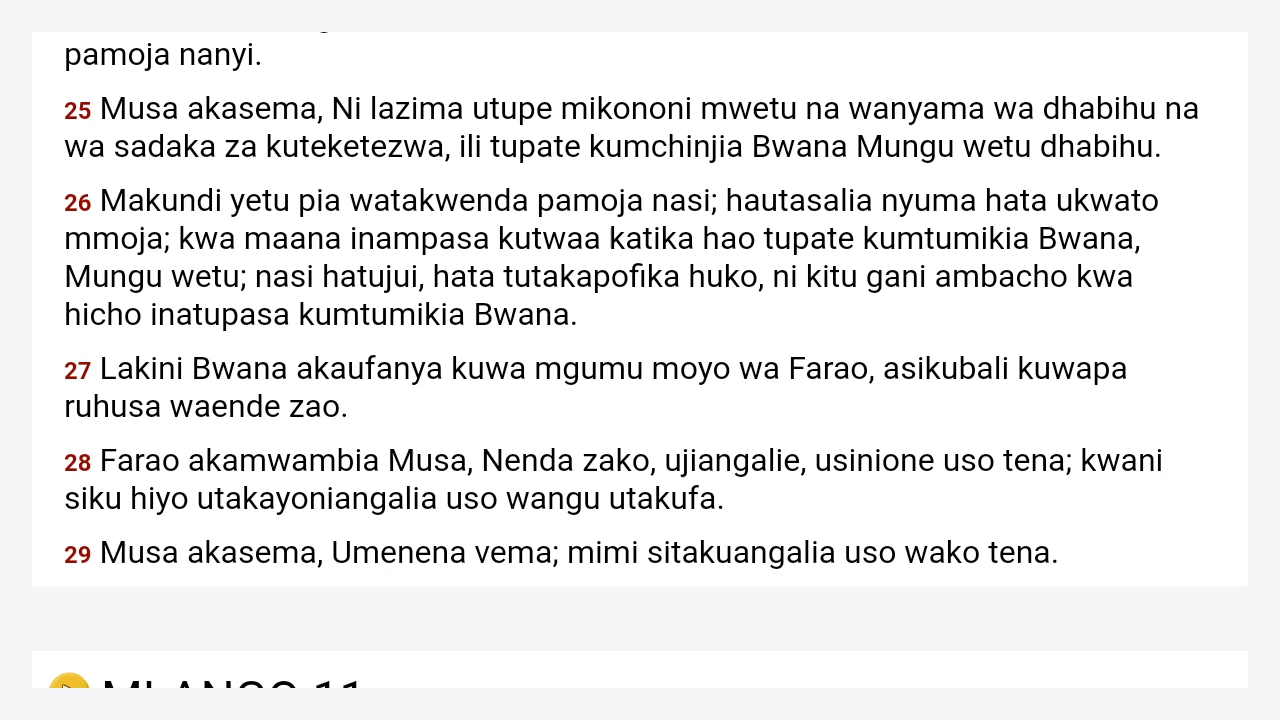 pamoja nanyi.
25 Musa akasema, Ni lazima utupe mikononi mwetu na wanyama wa dhabihu na
wa sadaka za kuteketezwa, ili tupate kumchinjia Bwana Mungu wetu dhabihu.
26 Makundi yetu pia watakwenda pamoja nasi; hautasalia nyuma hata ukwato
mmoja; kwa maana inampasa kutwaa katika hao tupate kumtumikia Bwana,
Mungu wetu; nasi hatujui, hata tutakapofika huko, ni kitu gani ambacho kwa
hicho inatupasa kumtumikia Bwana.
27 Lakini Bwana akaufanya kuwa mgumu moyo wa Farao, asikubali kuwapa
ruhusa waende zao.
28 Farao akamwambia Musa, Nenda zako, ujiangalie, usinione uso tena; kwani
siku hiyo utakayoniangalia uso wangu utakufa.
29 Musa akasema, Umenena vema; mimi sitakuangalia uso wako tena.
MLANGO 11